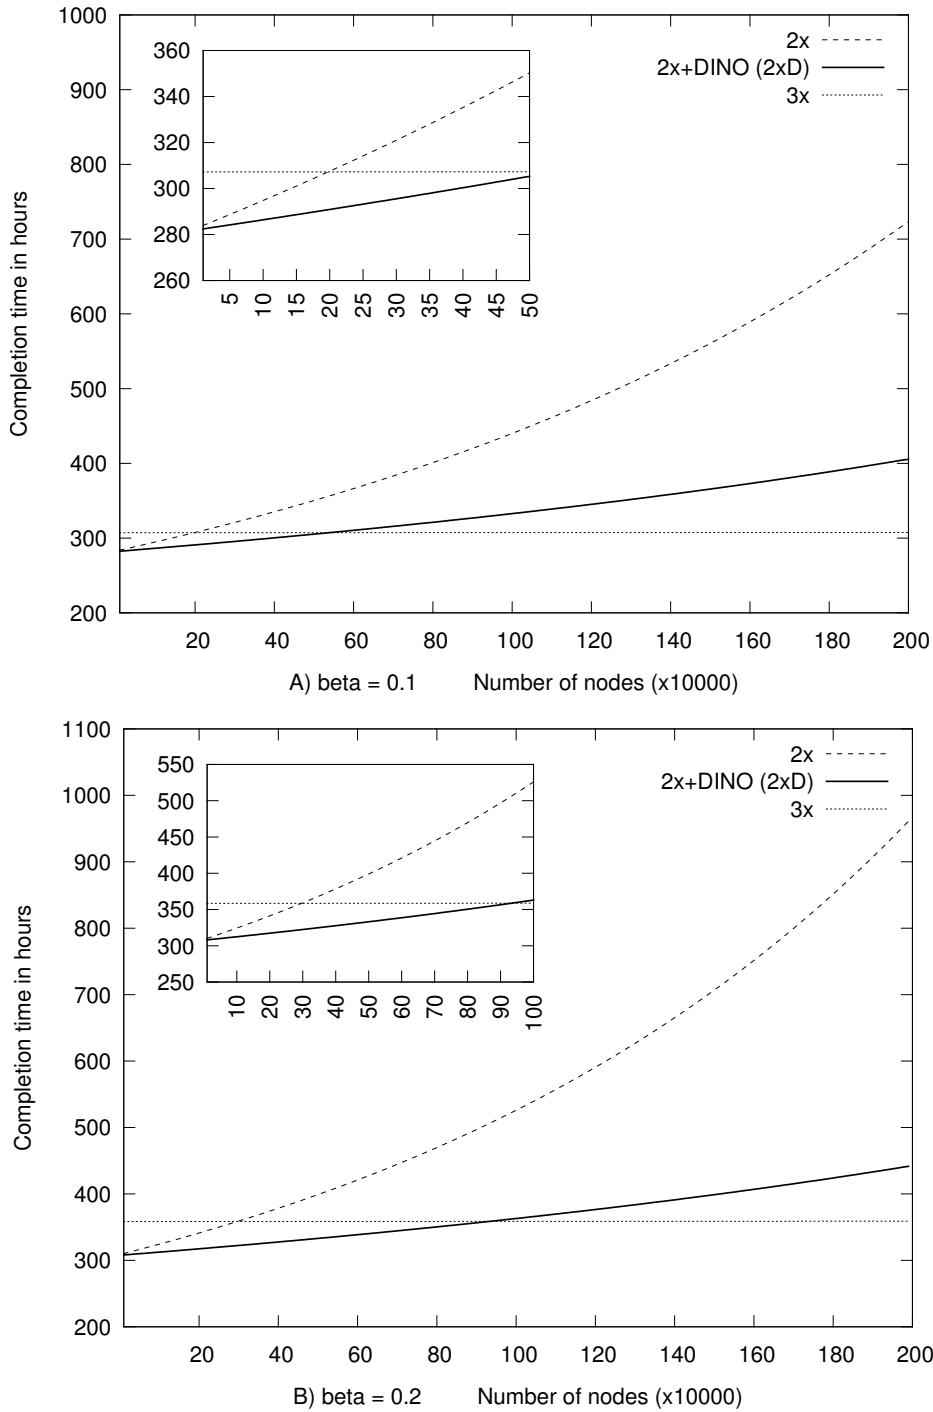 1000
900
800
700
600
500
400
300
200
Completion time in hours
2x
2x+DINO (2xD)
3x
360
340
320
300
280
260
5 10 15 20 25 30 35 40 45 50
20 40 60 80 100 120 140 160 180 200
A) beta = 0.1 Number of nodes (x10000)
1100
1000
900
800
700
600
500
400
300
200
Completion time in hours
2x
2x+DINO (2xD)
3x
550
500
450
400
350
300
250
10 20 30 40 50 60 70 80 90 100
20 40 60 80 100 120 140 160 180 200
B) beta = 0.2 Number of nodes (x10000)